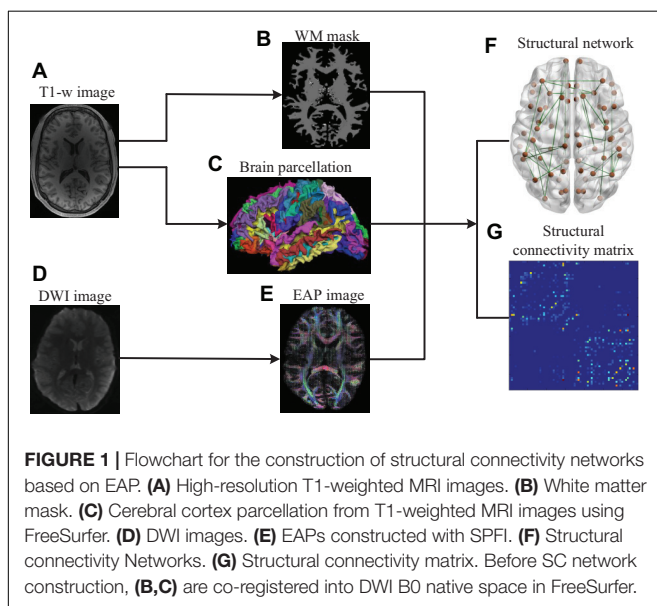 A
T1-w image
B
WM mask
C
Brain parcellation
D
DWI image
E
EAP image
F
Structural network
G
Structural
connectivity matrix
FIGURE 1 | Flowchart for the construction of structural connectivity networks
based on EAP. (A) High-resolution T1-weighted MRI images. (B) White matter
mask. (C) Cerebral cortex parcellation from T1-weighted MRI images using
FreeSurfer. (D) DWI images. (E) EAPs constructed with SPFI. (F) Structural
connectivity Networks. (G) Structural connectivity matrix. Before SC network
construction, (B,C) are co-registered into DWI B0 native space in FreeSurfer.